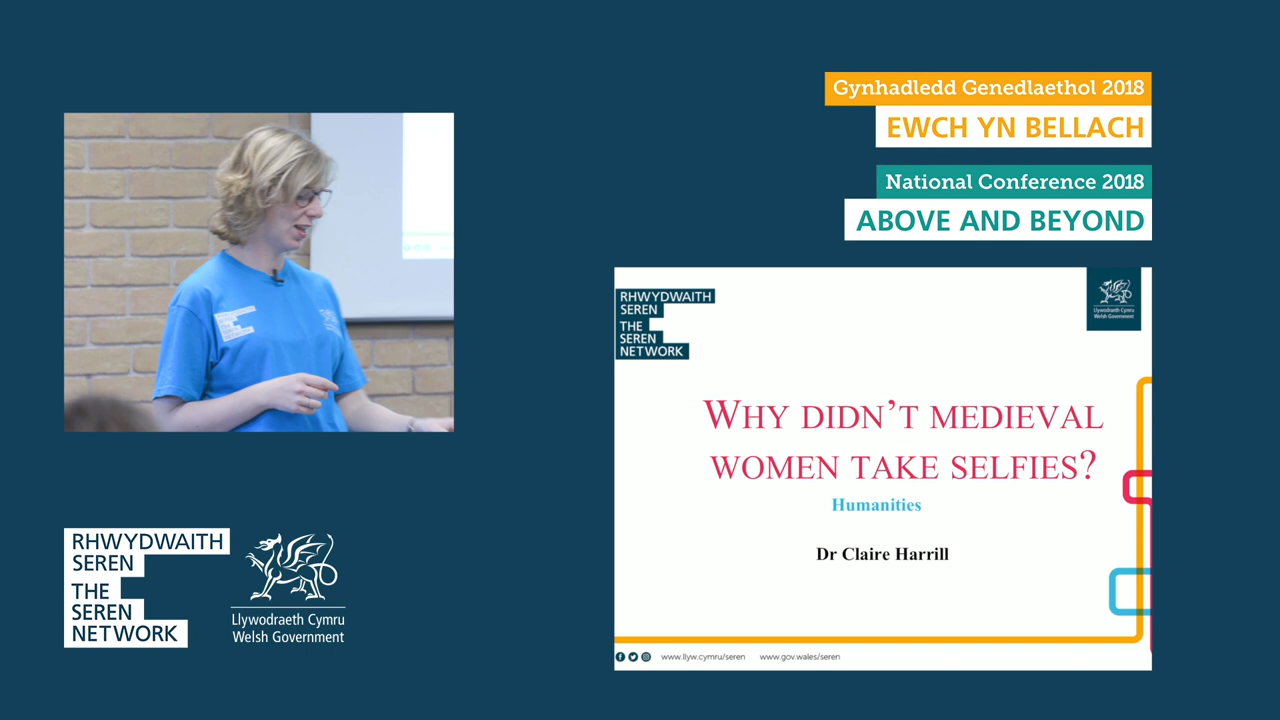 Gynhadledd Genedlaethol 2018
EWCH YN BELLACH
National Conference 2018
ABOVE AND BEYOND
RHWYDWAITH
SEREN
THE
SEREN
NETWORK
Llywodraeth Cymru
Welsh Government
WHY DIDN'T MEDIEVAL
WOMEN TAKE SELFIES?
Humanities
Dr Claire Harrill
www.llyw.cymru/seren www.gov.wales/seren
RHWYDWAITH
SEREN
THE
SEREN
NETWORK
Llywodraeth Cymru
Welsh Government